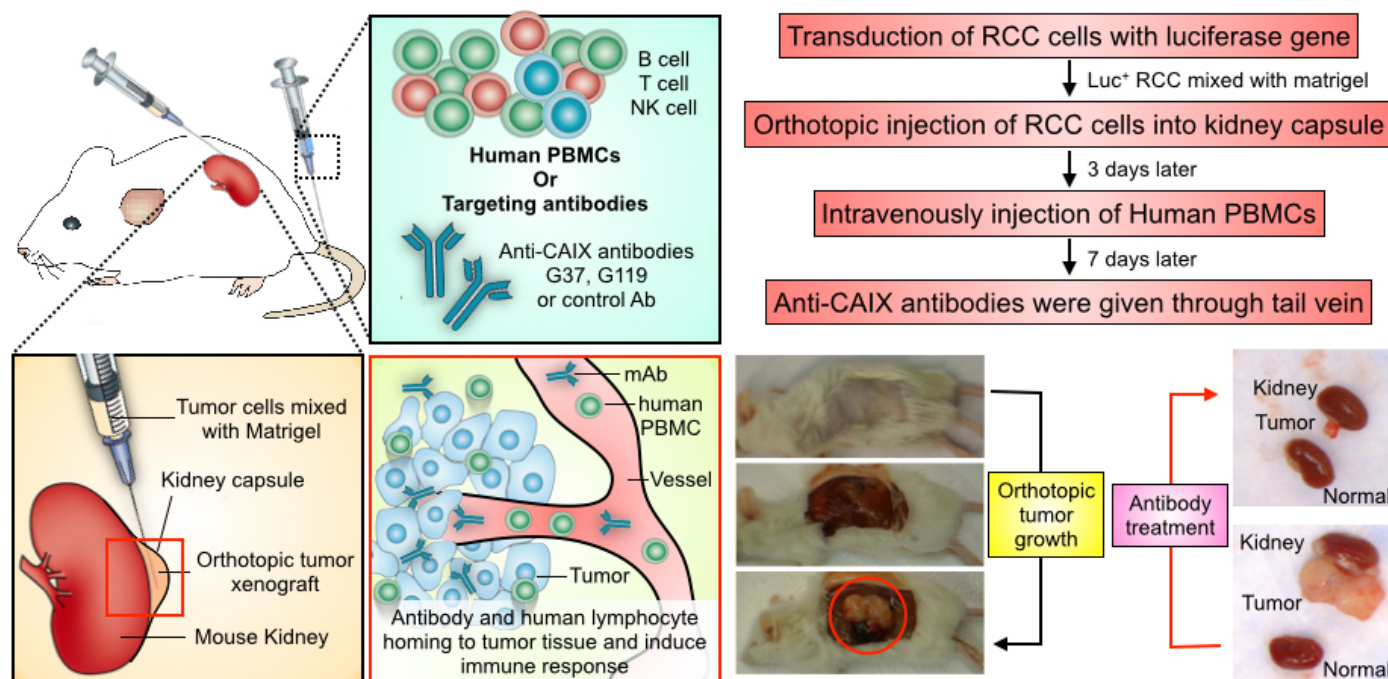 B cell
T cell
NK cell
Human PBMCs
Or
Targeting antibodies
Anti-CAIX antibodies
G37, G119
or control Ab
Transduction of RCC cells with luciferase gene
Luc⁺ RCC mixed with matrigel
Orthotopic injection of RCC cells into kidney capsule
3 days later
Intravenously injection of Human PBMCs
7 days later
Anti-CAIX antibodies were given through tail vein
Tumor cells mixed
with Matrigel
Kidney capsule
Orthotopic tumor
xenograft
Mouse Kidney
mAb
human
PBMC
Vessel
Tumor
Antibody and human lymphocyte
homing to tumor tissue and induce
immune response
Orthotopic
tumor
growth
Antibody
treatment
Kidney
Tumor
Normal
Kidney
Tumor
Normal